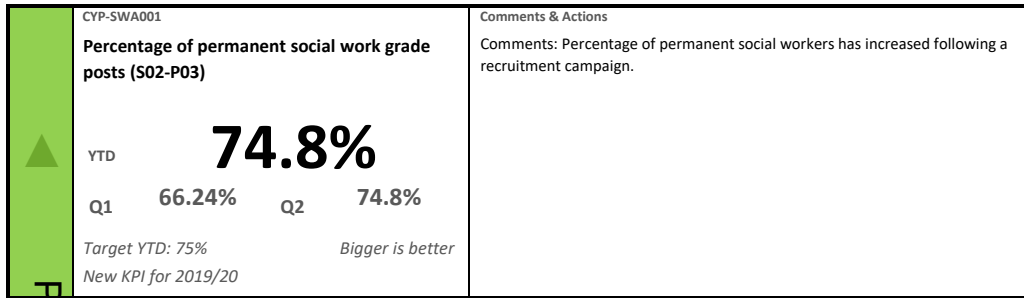 CYP-SWA001
Percentage of permanent social work grade
posts (S02-P03)
YTD 74.8%
Q1 66.24% Q2 74.8%
Target YTD: 75% Bigger is better
New KPI for 2019/20
Comments & Actions
Comments: Percentage of permanent social workers has increased following a
recruitment campaign.